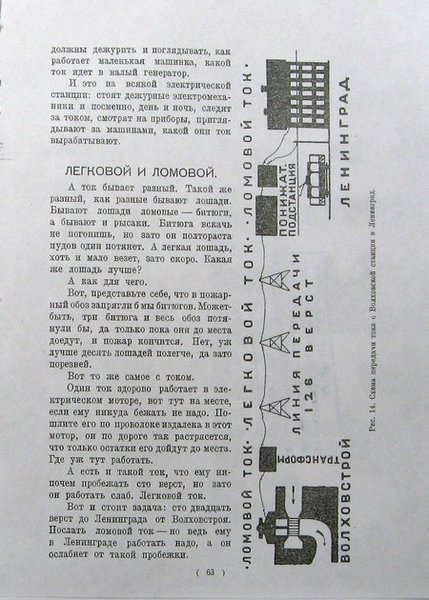 должны дежурять и поглядывать, как
работает маленькая машинка, какой
ток идет в малый генератор.
И это на всякой электрической
станции: стоят дежурные электромеха-
ники и посменно, день и ночь, следят
за током, смотрят на приборы, пригля-
дывают за машинами, какой они ток
вырабатывают.
ЛЕГКОВОЙ И ЛОМОВОЙ.
А ток бывает разный. Такой же
разный, как разные бывают лошади.
Бывают лошади ломовые — битюги,
а бывают и рысаки. Битюга вскачь
не погонишь, но зато он полтораста
пудов один потянет. А легкая лошадь,
хоть и мало везет, зато скоро. Какая
же лошадь лучше?
А как для чего.
Вот, представьте себе, что в пожар-
ный обоз запрягли б мы битюгов. Может-
быть, три битюга и весь обоз потя-
нули бы, да только пока они до места
доедут, и пожар кончится. Нет, уж
лучше десять лошадей полегче, да зато
порезвей.
Вот то же самое с током.
Один ток здорово работает в эле-
ктрическом моторе, вот тут на месте,
если ему никуда бежать не надо. По-
шлите его по проволоке издалека в этот
мотор, он по дороге так растрясется,
что только остатки его дойдут до места.
Где уж тут работать.
А есть и такой ток, что ему ни-
почем пробежать сто верст, но зато
он работать слаб. Легковой ток.
Вот и стоит задача: сто двадцать
верст до Ленинграда от Волховстроя.
Послать ломовой ток — но ведь ему
в Ленинграде работать надо, а он
ослабнет от такой пробежки.
·ЛОМОВОЙ ТОК·ЛЕГКОВОЙ ТОК·ЛОМОВОЙ ТОК·
ВОЛХОВСТРОЙ
ТРАНСФОРМ
ЛИНИЯ ПЕРЕДАЧИ
126 ВЕРСТ
ПОНИЖАТ.
ПОДСТАНЦИЯ
ЛЕНИНГРАД
Рис. 14. Схема передачи тока с Волховской станции в Ленинград.
( 63 )